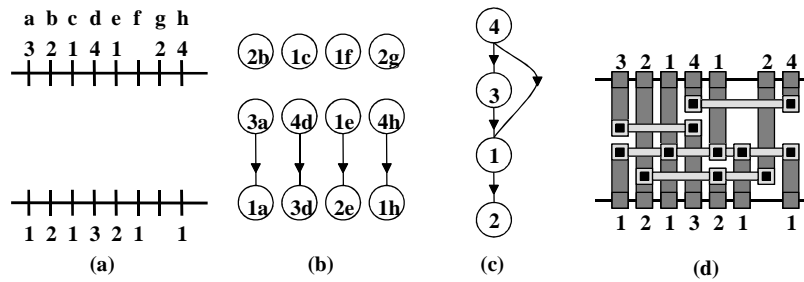 a b c d e f g h
3 2 1 4 1 2 4
1 2 1 3 2 1 1
(a)
2b 1c 1f 2g
3a 4d 1e 4h
1a 3d 2e 1h
(b)
4
3
1
2
(c)
3 2 1 4 1 2 4
1 2 1 3 2 1 1
(d)